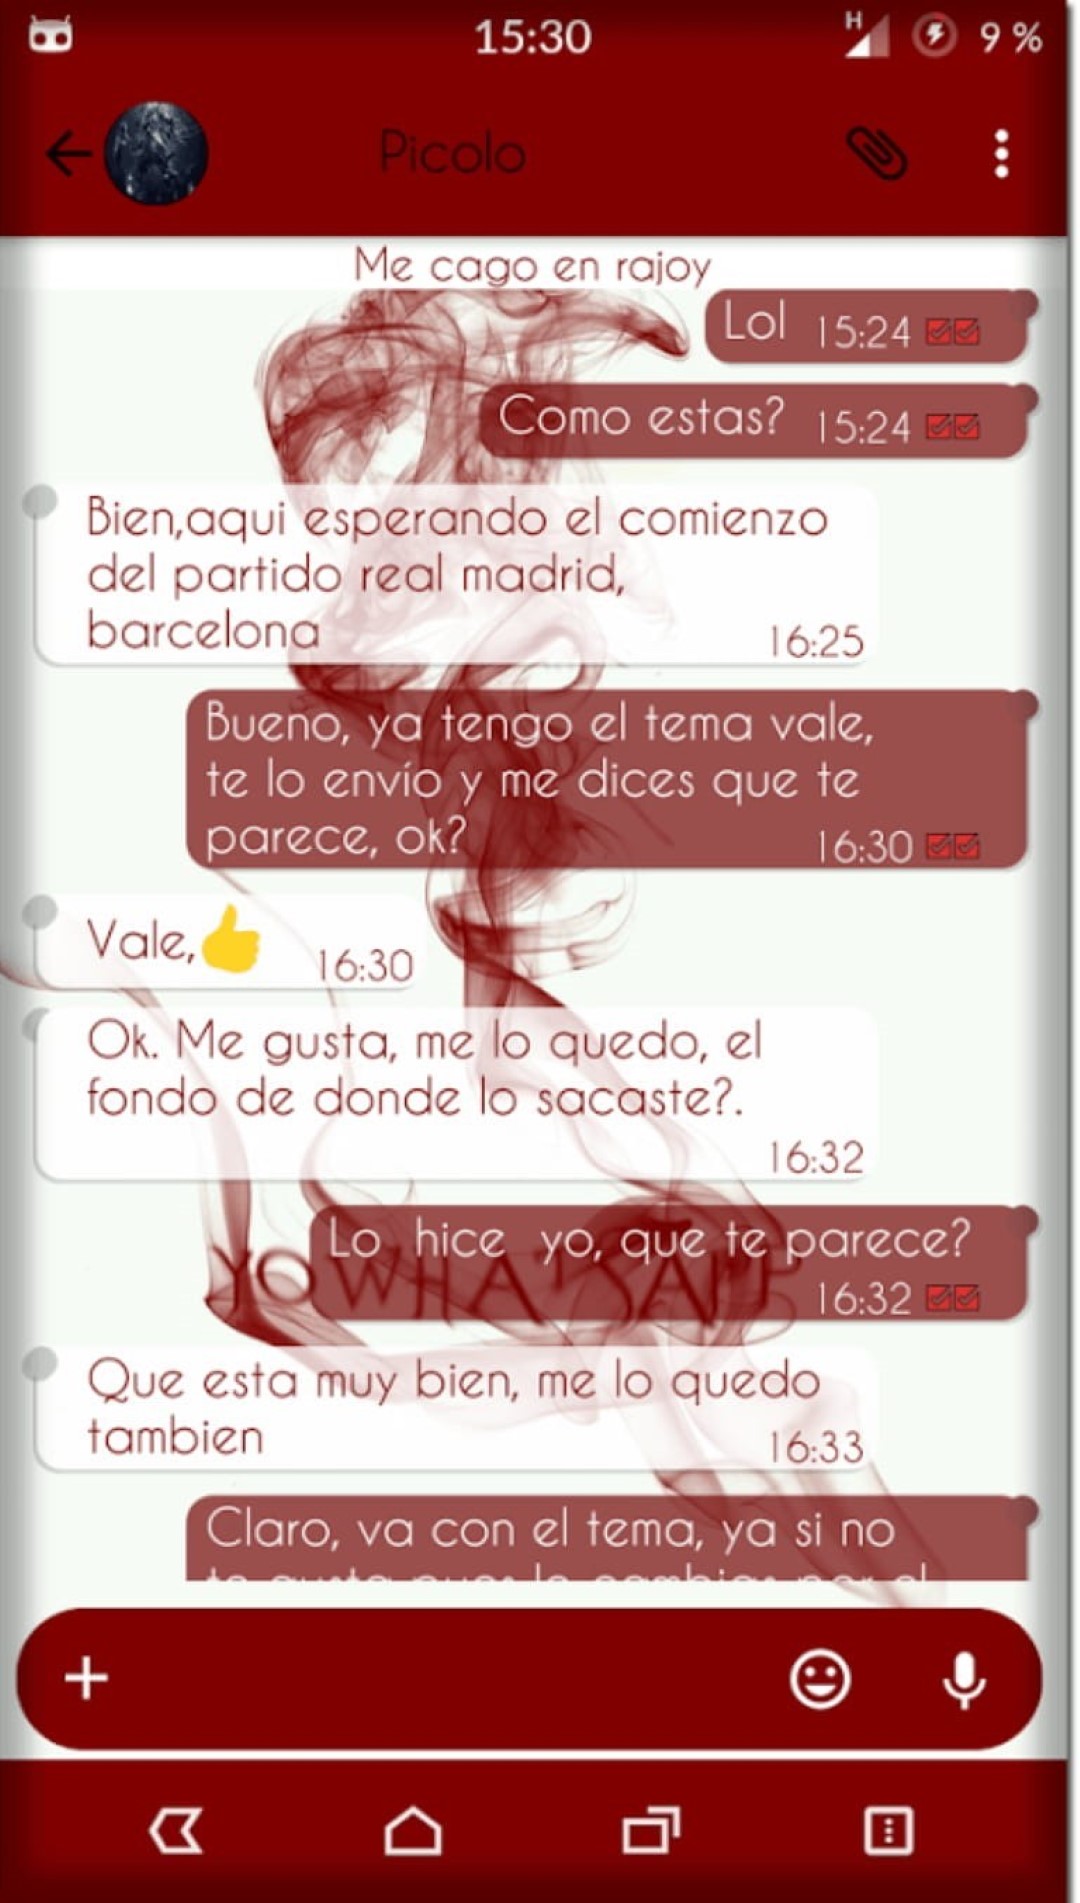 15:30
H
9 %
Picolo
Me cago en rajoy
Lol 15:24
Como estas? 15:24
Bien,aqui esperando el comienzo
del partido real madrid,
barcelona
16:25
Bueno, ya tengo el tema vale,
te lo envío y me dices que te
parece, ok?
16:30
Vale,👍 16:30
Ok. Me gusta, me lo quedo, el
fondo de donde lo sacaste?.
16:32
Lo hice yo, que te parece?
YOWHATSAPP
16:32
Que esta muy bien, me lo quedo
tambien
16:33
Claro, va con el tema, ya si no